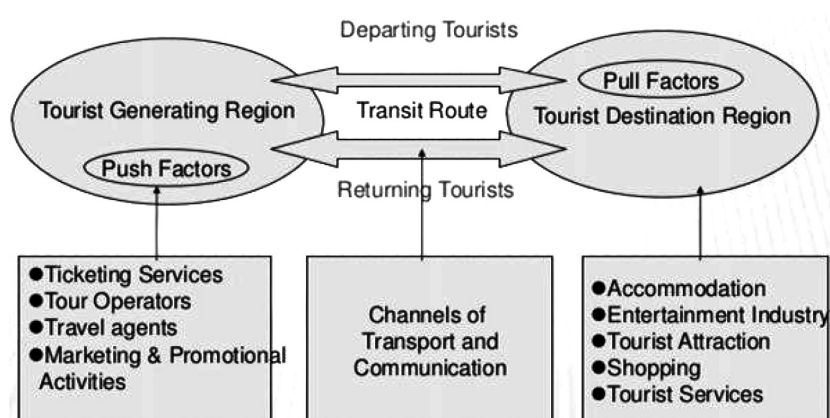 Departing Tourists
Pull Factors
Tourist Generating Region
Transit Route
Tourist Destination Region
Push Factors
Returning Tourists
●Ticketing Services
●Tour Operators
●Travel agents
●Marketing & Promotional
Activities
Channels of
Transport and
Communication
●Accommodation
●Entertainment Industry
●Tourist Attraction
●Shopping
●Tourist Services